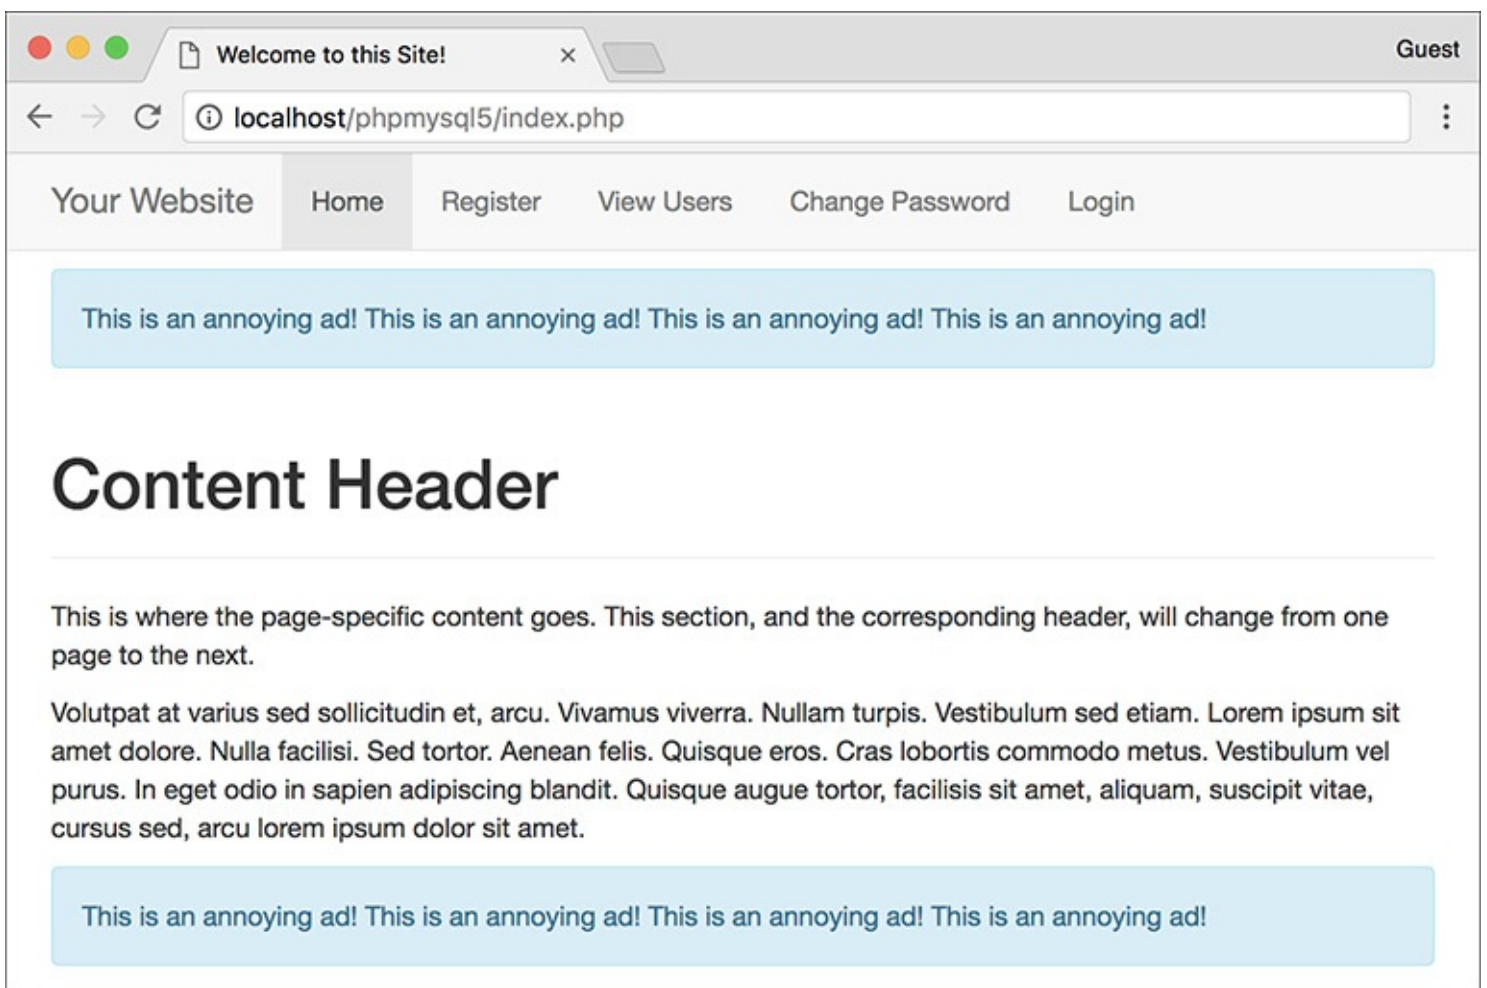 Welcome to this Site!
Guest
localhost/phpmysql5/index.php
Your Website Home Register View Users Change Password Login
This is an annoying ad! This is an annoying ad! This is an annoying ad! This is an annoying ad!
Content Header
This is where the page-specific content goes. This section, and the corresponding header, will change from one
page to the next.
Volutpat at varius sed sollicitudin et, arcu. Vivamus viverra. Nullam turpis. Vestibulum sed etiam. Lorem ipsum sit
amet dolore. Nulla facilisi. Sed tortor. Aenean felis. Quisque eros. Cras lobortis commodo metus. Vestibulum vel
purus. In eget odio in sapien adipiscing blandit. Quisque augue tortor, facilisis sit amet, aliquam, suscipit vitae,
cursus sed, arcu lorem ipsum dolor sit amet.
This is an annoying ad! This is an annoying ad! This is an annoying ad! This is an annoying ad!